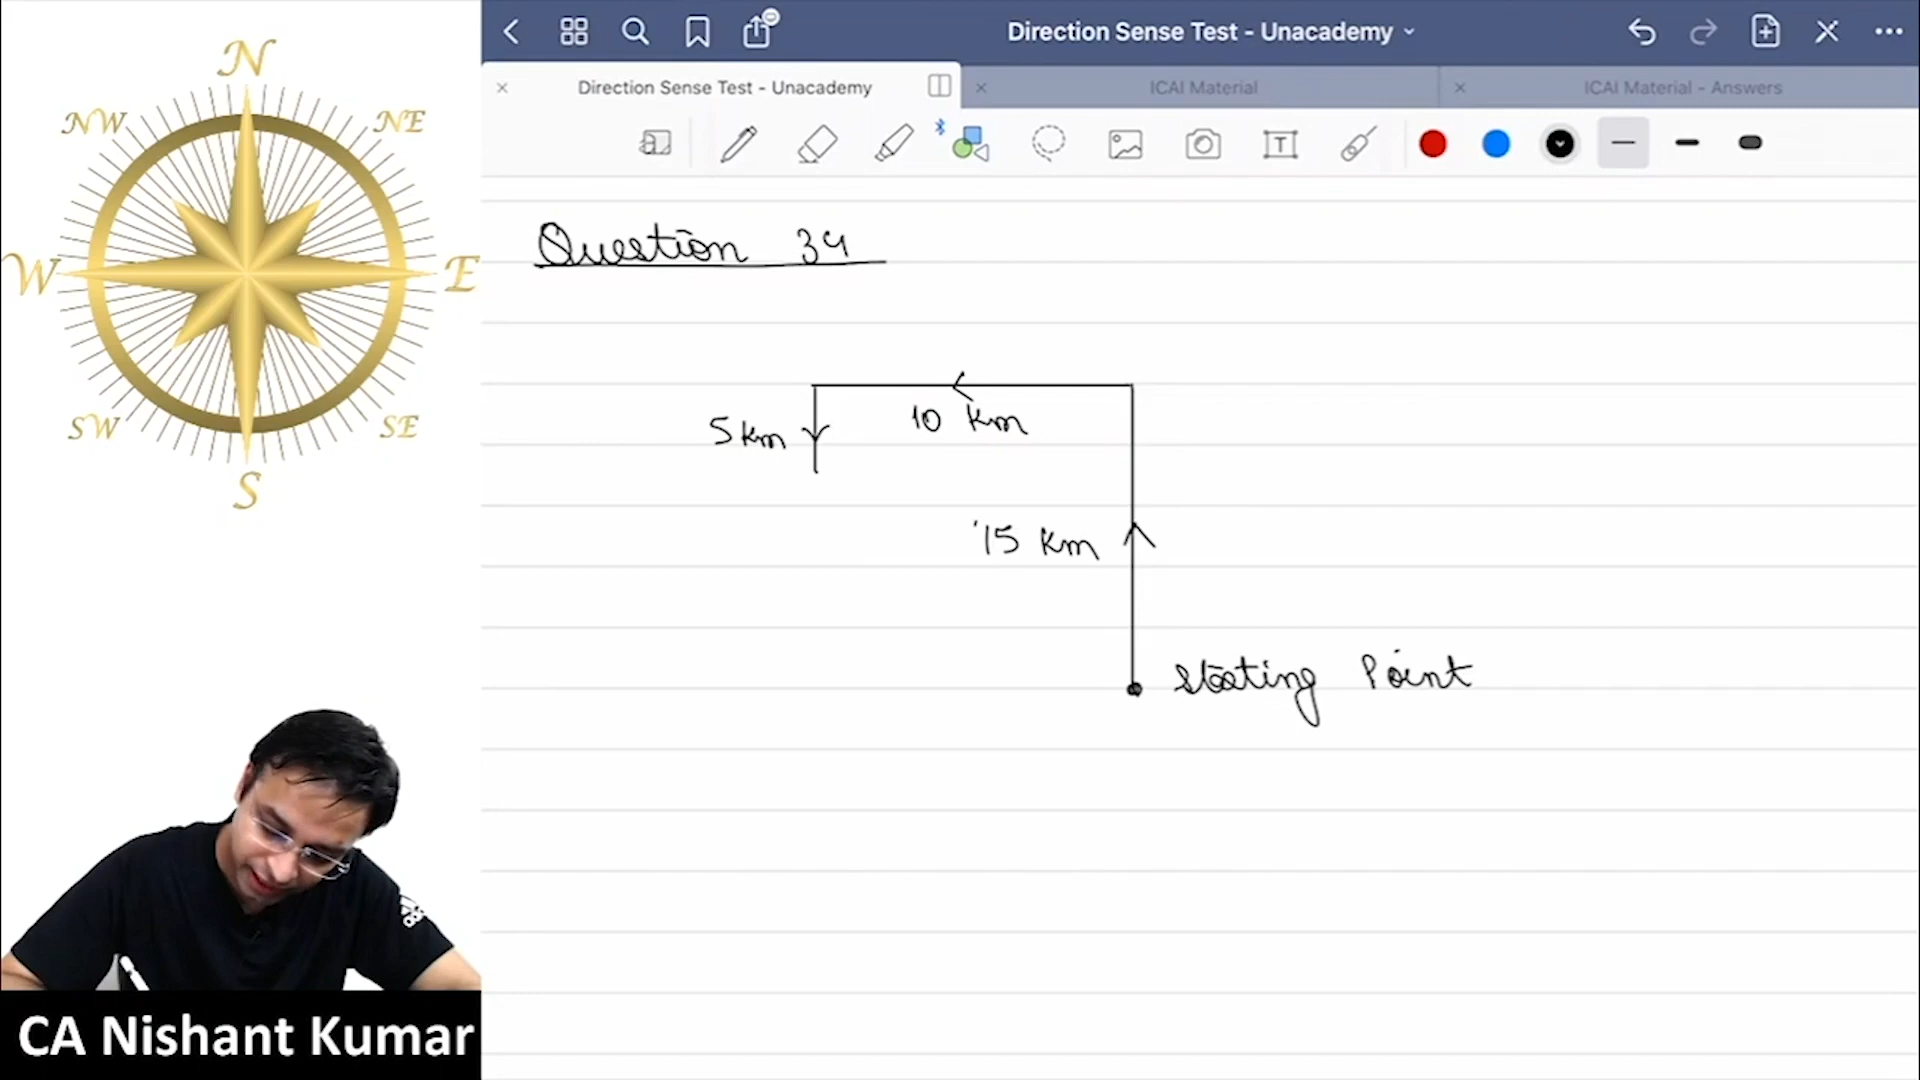 N
NW
NE
W
E
SW
SE
S
Direction Sense Test - Unacademy
Direction Sense Test - Unacademy
ICAI Material
ICAI Material - Answers
T
Question 34
5 km
10 km
15 km
Stating Point
CA Nishant Kumar